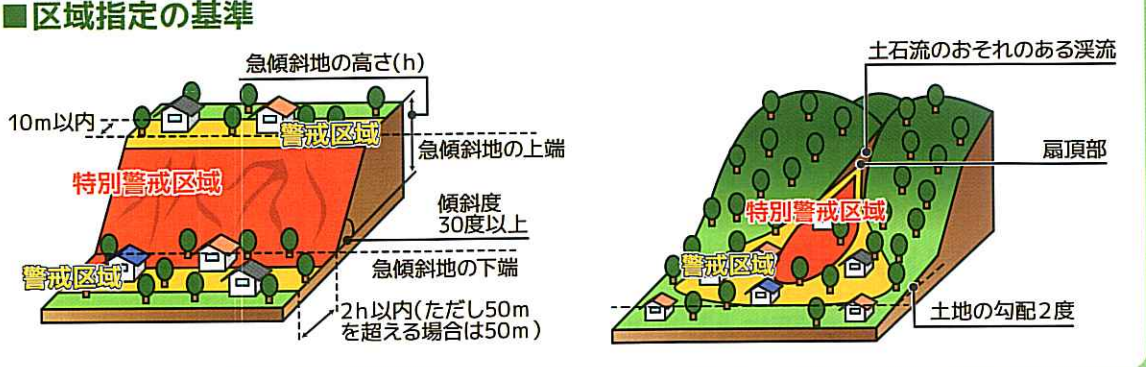 ■区域指定の基準
急傾斜地の高さ(h)
10m以内
警戒区域
急傾斜地の上端
特別警戒区域
傾斜度
30度以上
警戒区域
急傾斜地の下端
2h以内(ただし50m
を超える場合は50m)
土石流のおそれのある渓流
扇頂部
特別警戒区域
警戒区域
土地の勾配2度